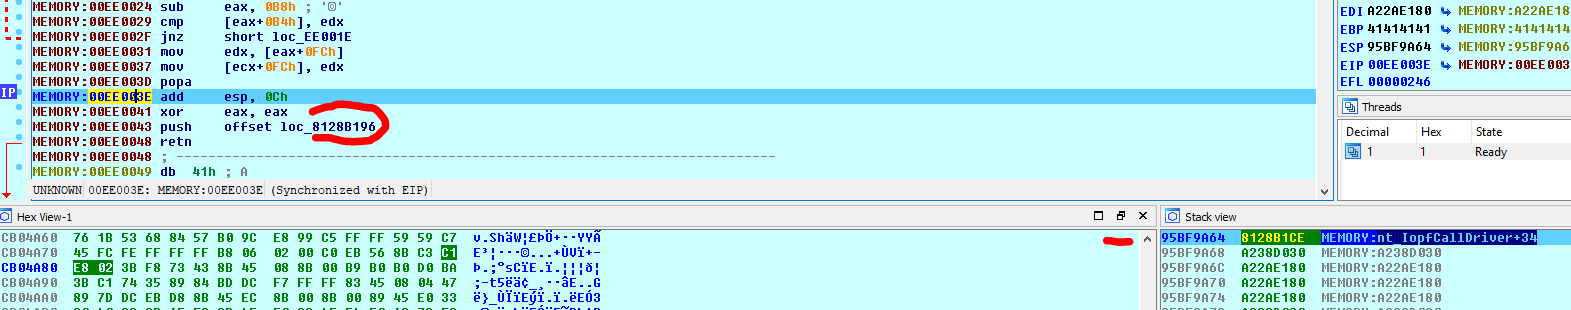 MEMORY:00EE0024 sub eax, 0B8h ; '©'
MEMORY:00EE0029 cmp [eax+0B4h], edx
MEMORY:00EE002F jnz short loc_EE001E
MEMORY:00EE0031 mov edx, [eax+0FCh]
MEMORY:00EE0037 mov [ecx+0FCh], edx
MEMORY:00EE003D popa
IP MEMORY:00EE003E add esp, 0Ch
MEMORY:00EE0041 xor eax, eax
MEMORY:00EE0043 push offset loc_8128B196
MEMORY:00EE0048 retn
MEMORY:00EE0048 ; ---------------------------------------------------------------------------
MEMORY:00EE0049 db 41h ; A
UNKNOWN 00EE003E: MEMORY:00EE003E (Synchronized with EIP)
EDI A22AE180 MEMORY:A22AE18
EBP 41414141 MEMORY:4141414
ESP 95BF9A64 MEMORY:95BF9A6
EIP 00EE003E MEMORY:00EE003
EFL 00000246
Threads
Decimal Hex State
1 1 Ready
Hex View-1
CB04A60 76 1B 53 68 84 57 B0 9C E8 99 C5 FF FF 59 59 C7
CB04A70 45 FC FE FF FF FF B8 06 02 00 C0 EB 56 8B C3 C1
CB04A80 E8 02 3B F8 73 43 8B 45 08 8B 00 B9 B0 B0 D0 BA
CB04A90 3B C1 74 35 89 84 BD DC F7 FF FF 83 45 08 04 47
CB04AA0 89 7D DC EB D8 8B 45 EC 8B 00 8B 00 89 45 E0 33
Stack view
95BF9A64 8128B1CE MEMORY:nt_IopfCallDriver+34
95BF9A68 A238D030 MEMORY:A238D030
95BF9A6C A22AE180 MEMORY:A22AE180
95BF9A70 A22AE180 MEMORY:A22AE180
95BF9A74 A22AE180 MEMORY:A22AE180